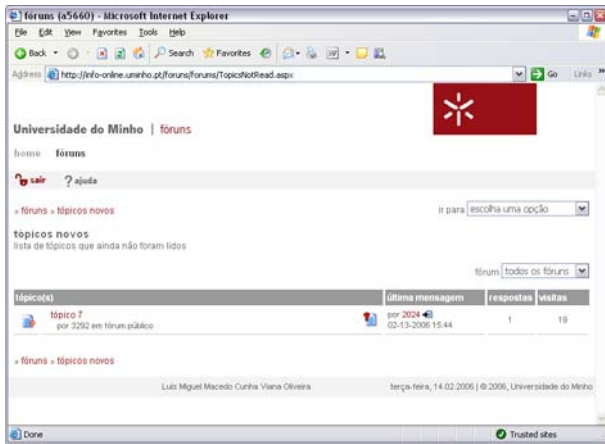 fóruns (a5660) - Microsoft Internet Explorer
File Edit View Favorites Tools Help
Back Search Favorites
Address http://info-online.uminho.pt/foruns/forums/TopicsNotRead.aspx Go Links
Universidade do Minho | fóruns
home fóruns
sair ? ajuda
» fóruns » tópicos novos ir para escolha uma opção
tópicos novos
lista de tópicos que ainda não foram lidos
fórum todos os fóruns
tópico(s) última mensagem respostas visitas
tópico 7 por 2024 1 19
por 3292 em fórum público 02-13-2006 15:44
» fóruns » tópicos novos
Luís Miguel Macedo Cunha Viana Oliveira terça-feira, 14.02.2006 | © 2006, Universidade do Minho
Done Trusted sites